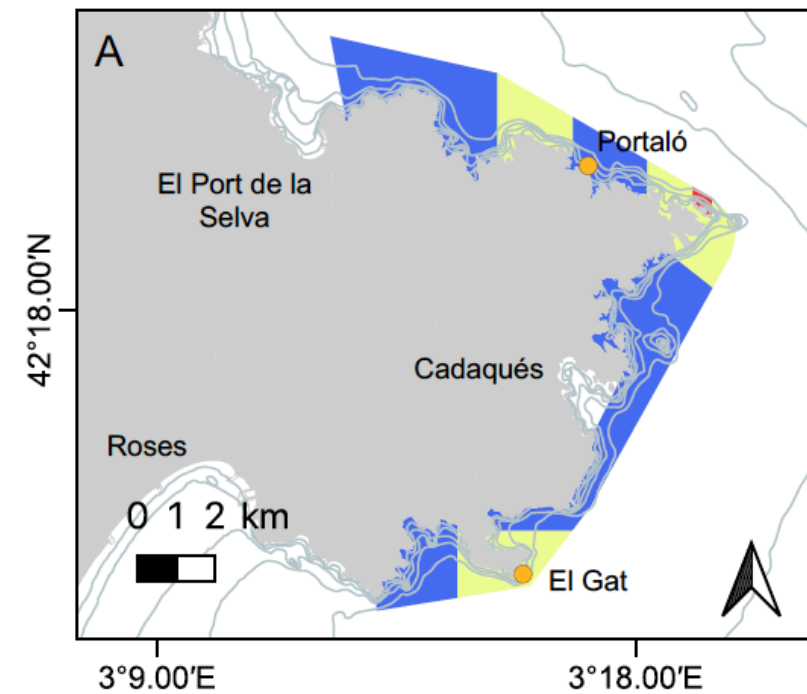 A
Portaló
El Port de la
Selva
42°18.00'N
Cadaqués
Roses
0 1 2 km
El Gat
3°9.00'E
3°18.00'E